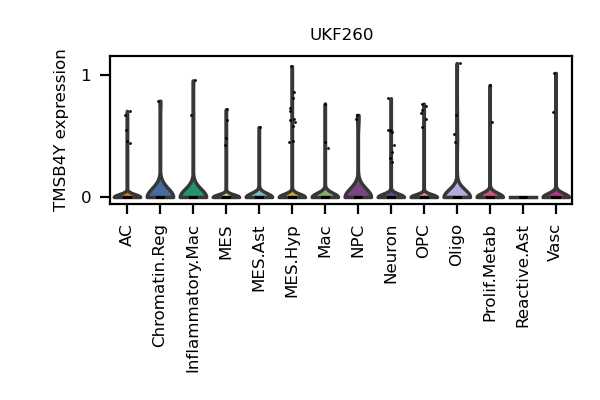 UKF260
TMSB4Y expression
1
0
AC
Chromatin.Reg
Inflammatory.Mac
MES
MES.Ast
MES.Hyp
Mac
NPC
Neuron
OPC
Oligo
Prolif.Metab
Reactive.Ast
Vasc